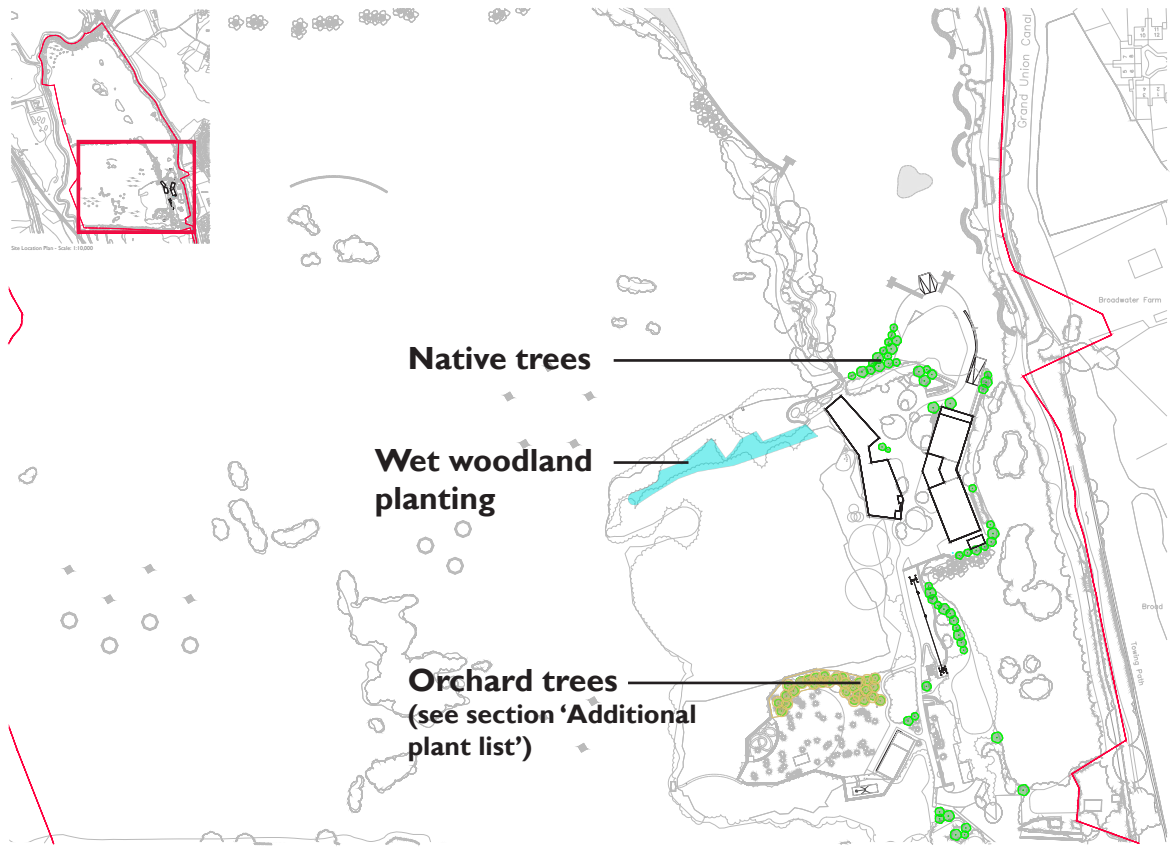 Site Location Plan - Scale: 1:10,000
Grand Union Canal
Broadwater Farm
Native trees
Wet woodland
planting
Broad
Towing Path
Orchard trees
(see section ‘Additional
plant list’)